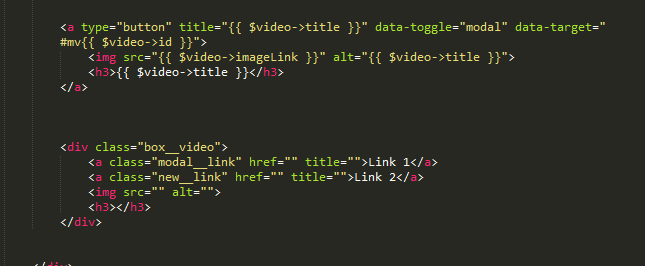 <a type="button" title="{{ $video->title }}" data-toggle="modal" data-target="
#mv{{ $video->id }}">
<img src="{{ $video->imageLink }}" alt="{{ $video->title }}">
<h3>{{ $video->title }}</h3>
</a>
<div class="box__video">
<a class="modal__link" href="" title="">Link 1</a>
<a class="new__link" href="" title="">Link 2</a>
<img src="" alt="">
<h3></h3>
</div>
</div>